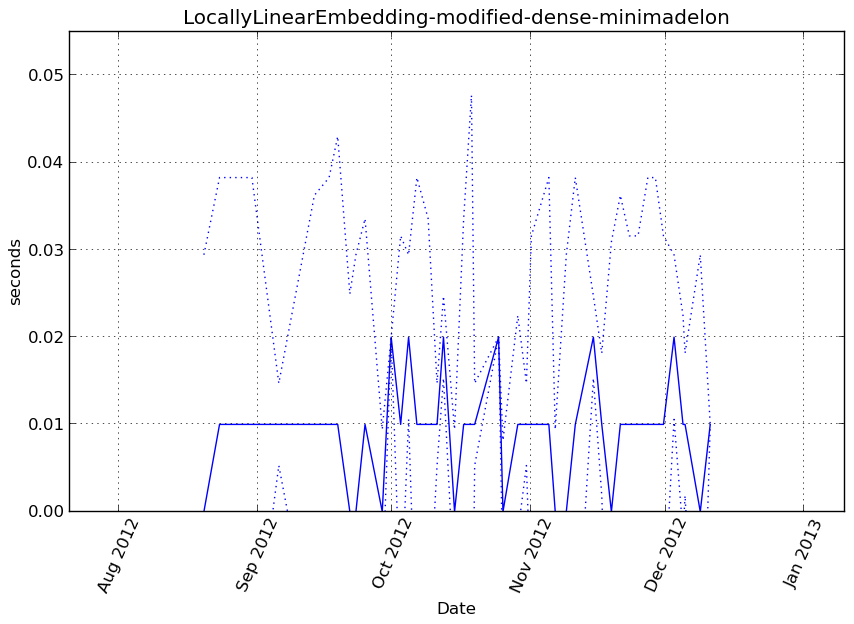 LocallyLinearEmbedding-modified-dense-minimadelon
0.05
0.04
0.03
0.02
0.01
0.00
seconds
Aug 2012
Sep 2012
Oct 2012
Nov 2012
Dec 2012
Jan 2013
Date